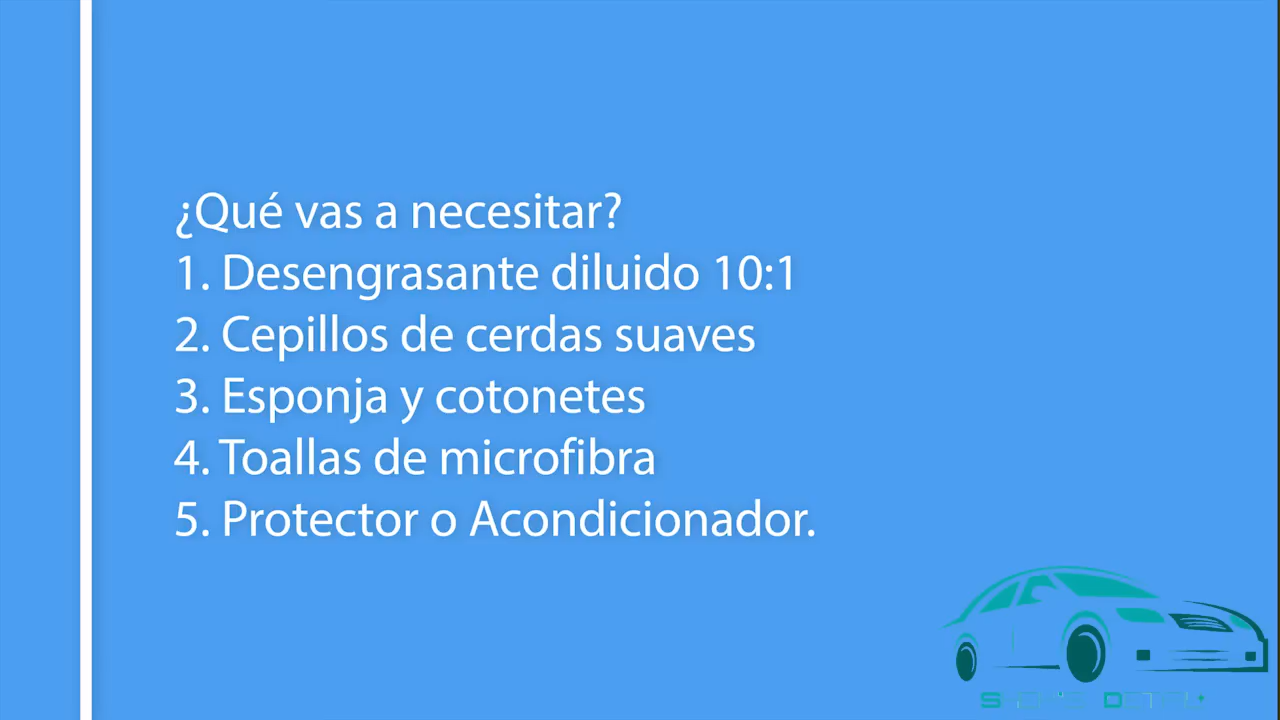 ¿Qué vas a necesitar?
1. Desengrasante diluido 10:1
2. Cepillos de cerdas suaves
3. Esponja y cotonetes
4. Toallas de microfibra
5. Protector o Acondicionador.